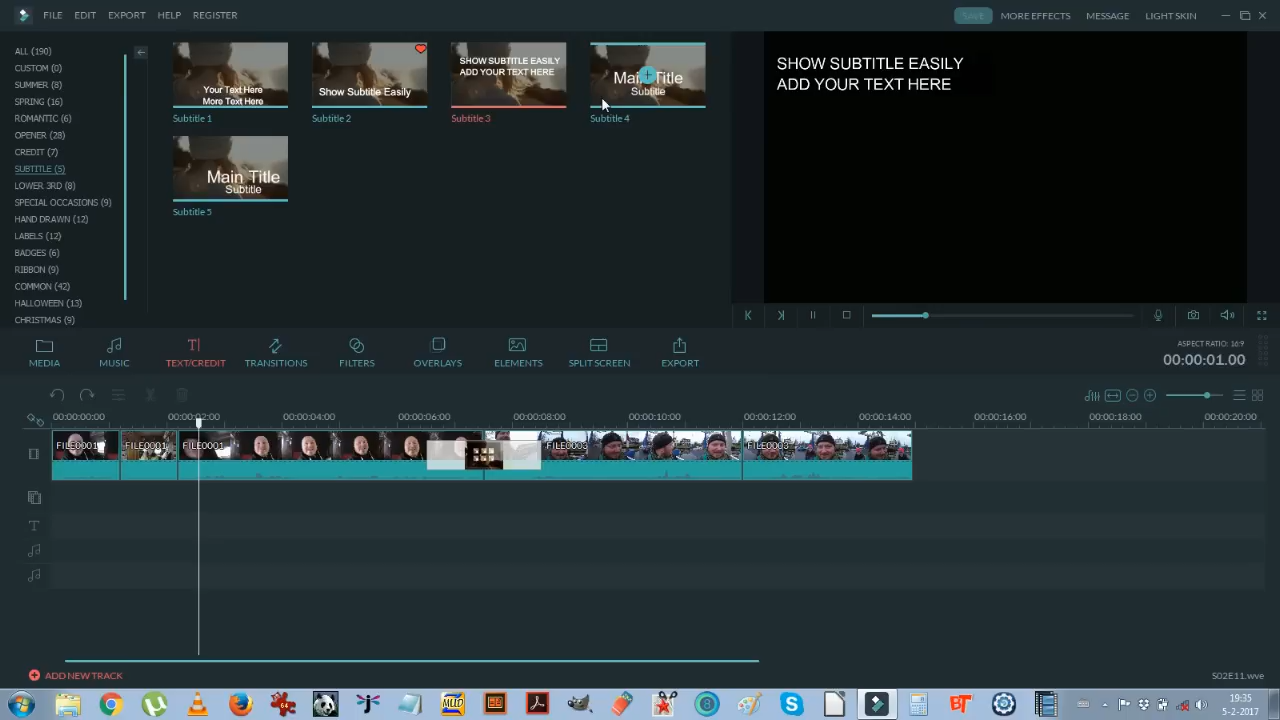 FILE EDIT EXPORT HELP REGISTER
SAVE MORE EFFECTS MESSAGE LIGHT SKIN
ALL (190)
CUSTOM (0)
SUMMER (8)
SPRING (16)
ROMANTIC (6)
OPENER (28)
CREDIT (7)
SUBTITLE (5)
LOWER 3RD (8)
SPECIAL OCCASIONS (9)
HAND DRAWN (12)
LABELS (12)
BADGES (6)
RIBBON (9)
COMMON (42)
HALLOWEEN (13)
CHRISTMAS (9)
Your Text Here
More Text Here
Subtitle 1
Show Subtitle Easily
Subtitle 2
SHOW SUBTITLE EASILY
ADD YOUR TEXT HERE
Subtitle 3
Main Title
Subtitle
Subtitle 4
Main Title
Subtitle
Subtitle 5
SHOW SUBTITLE EASILY
ADD YOUR TEXT HERE
MEDIA MUSIC TEXT/CREDIT TRANSITIONS FILTERS OVERLAYS ELEMENTS SPLIT SCREEN EXPORT
ASPECT RATIO: 16:9
00:00:01.00
00:00:00:00 00:00:02:00 00:00:04:00 00:00:06:00 00:00:08:00 00:00:10:00 00:00:12:00 00:00:14:00 00:00:16:00 00:00:18:00 00:00:20:00
FILE0001 FILE0001 FILE0001 FILE0003 FILE0003
ADD NEW TRACK
S02E11.wve
64
BT
19:35
5-2-2017